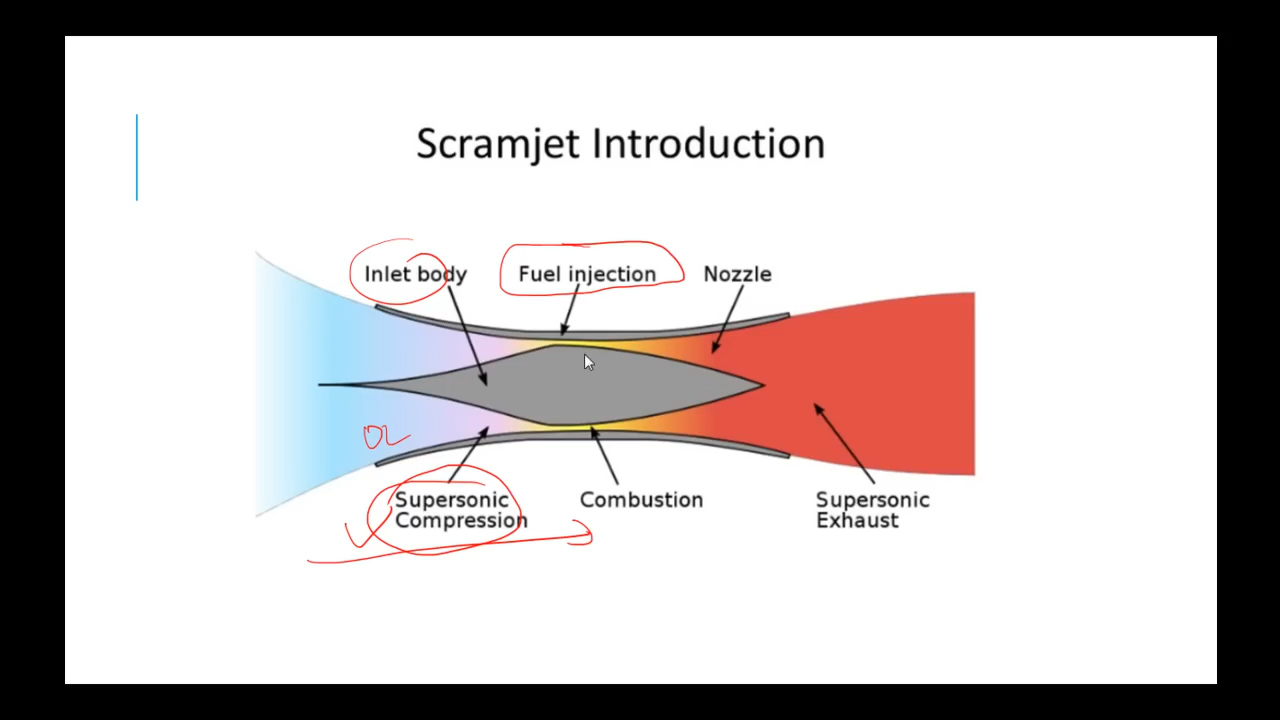 Scramjet Introduction
Inlet body
Fuel injection
Nozzle
Supersonic
Compression
Combustion
Supersonic
Exhaust